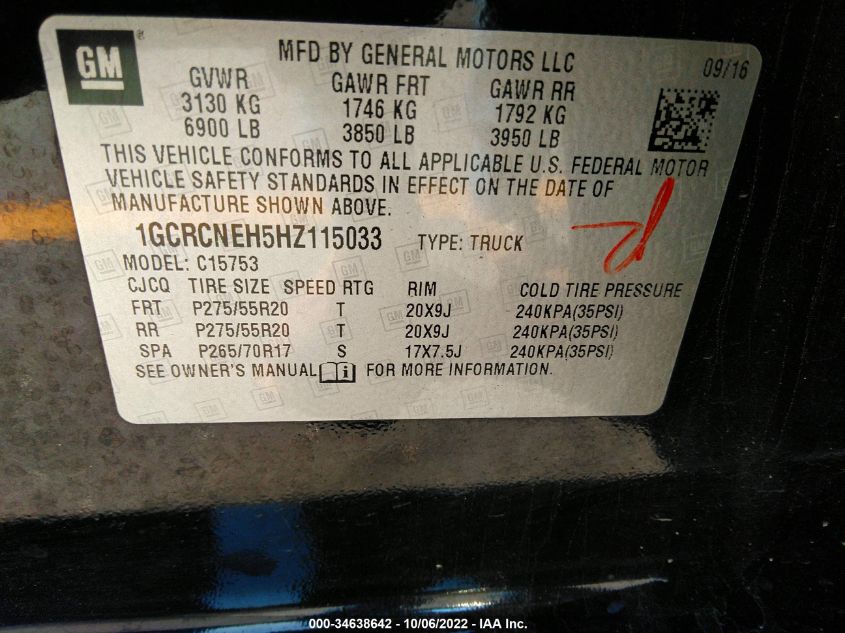 GM ®
MFD BY GENERAL MOTORS LLC
09/16
GVWR GAWR FRT GAWR RR
3130 KG 1746 KG 1792 KG
6900 LB 3850 LB 3950 LB
THIS VEHICLE CONFORMS TO ALL APPLICABLE U.S. FEDERAL MOTOR
VEHICLE SAFETY STANDARDS IN EFFECT ON THE DATE OF
MANUFACTURE SHOWN ABOVE.
1GCRCNEH5HZ115033 TYPE: TRUCK
MODEL: C15753
CJCQ TIRE SIZE SPEED RTG RIM COLD TIRE PRESSURE
FRT P275/55R20 T 20X9J 240KPA(35PSI)
RR P275/55R20 T 20X9J 240KPA(35PSI)
SPA P265/70R17 S 17X7.5J 240KPA(35PSI)
SEE OWNER'S MANUAL i FOR MORE INFORMATION.
000-34638642 - 10/06/2022 - IAA Inc.